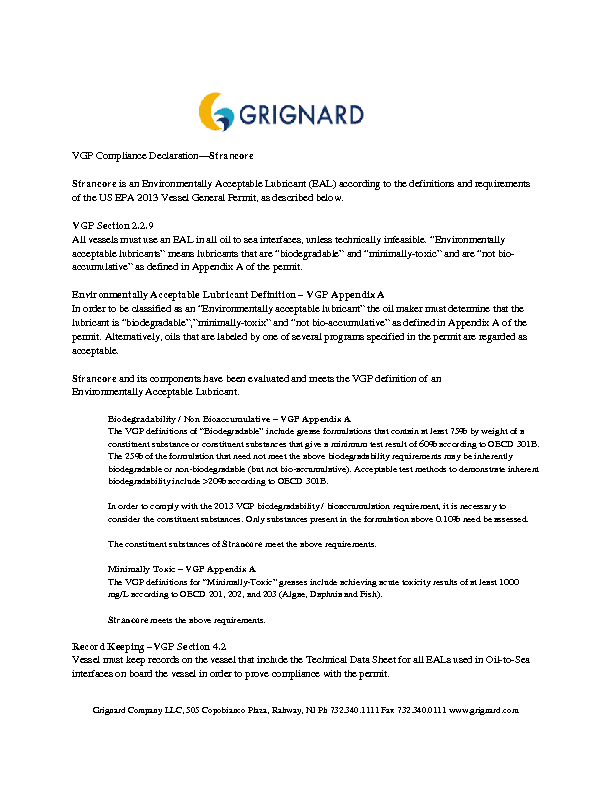 GRIGNARD
VGP Compliance Declaration—Strancore
Strancore is an Environmentally Acceptable Lubricant (EAL) according to the definitions and requirements
of the US EPA 2013 Vessel General Permit, as described below.
VGP Section 2.2.9
All vessels must use an EAL in all oil to sea interfaces, unless technically infeasible. “Environmentally
acceptable lubricants” means lubricants that are “biodegradable” and “minimally-toxic” and are “not bio-
accumulative” as defined in Appendix A of the permit.
Environmentally Acceptable Lubricant Definition – VGP Appendix A
In order to be classified as an “Environmentally acceptable lubricant” the oil maker must determine that the
lubricant is “biodegradable”,“minimally-toxix” and “not bio-accumulative” as defined in Appendix A of the
permit. Alternatively, oils that are labeled by one of several programs specified in the permit are regarded as
acceptable.
Strancore and its components have been evaluated and meets the VGP definition of an
Environmentally Acceptable Lubricant.
Biodegradability / Non Bioaccumulative – VGP Appendix A
The VGP definitions of “Biodegradable” include grease formulations that contain at least 75% by weight of a
constituent substance or constituent substances that give a minimum test result of 60% according to OECD 301B.
The 25% of the formulation that need not meet the above biodegradability requirements may be inherently
biodegradable or non-biodegradable (but not bio-accumulative). Acceptable test methods to demonstrate inherent
biodegradability include >20% according to OECD 301B.
In order to comply with the 2013 VGP biodegradability / bioaccumulation requirement, it is necessary to
consider the constituent substances. Only substances present in the formulation above 0.10% need be assessed.
The constituent substances of Strancore meet the above requirements.
Minimally Toxic – VGP Appendix A
The VGP definitions for “Minimally-Toxic” greases include achieving acute toxicity results of at least 1000
mg/L according to OECD 201, 202, and 203 (Algae, Daphnia and Fish).
Strancore meets the above requirements.
Record Keeping –VGP Section 4.2
Vessel must keep records on the vessel that include the Technical Data Sheet for all EALs used in Oil-to-Sea
interfaces on board the vessel in order to prove compliance with the permit.
Grignard Company LLC, 505 Copobianco Plaza, Rahway, NJ Ph 732.340.1111 Fax 732.340.0111 www.grignard.com